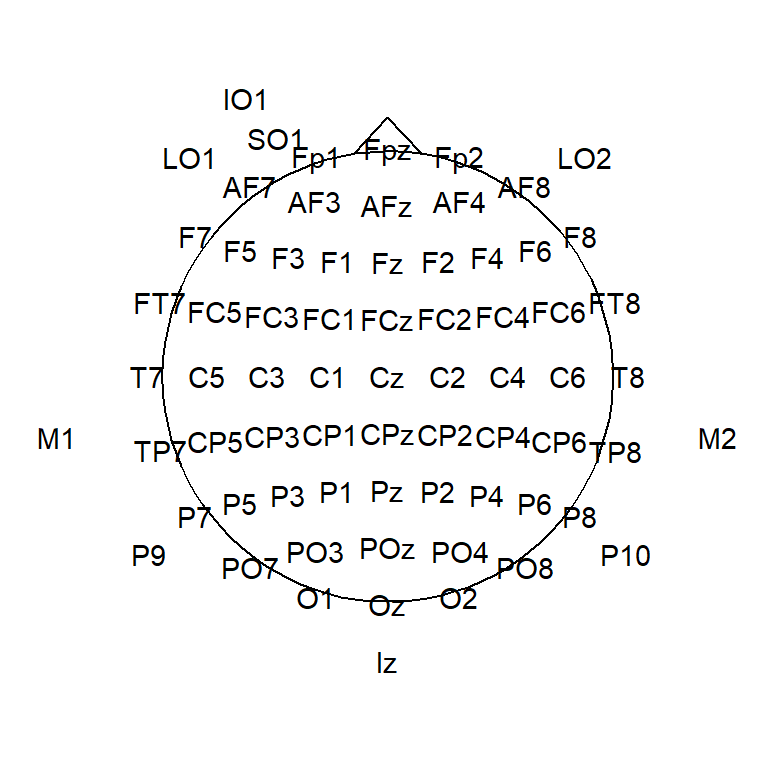 IO1
SO1
LO1 Fp1 Fpz Fp2 LO2
AF7 AF3 AFz AF4 AF8
F7 F5 F3 F1 Fz F2 F4 F6 F8
FT7 FC5 FC3 FC1 FCz FC2 FC4 FC6 FT8
T7 C5 C3 C1 Cz C2 C4 C6 T8
M1 TP7 CP5 CP3 CP1 CPz CP2 CP4 CP6 TP8 M2
P7 P5 P3 P1 Pz P2 P4 P6 P8
P9 PO7 PO3 POz PO4 PO8 P10
O1 Oz O2
Iz